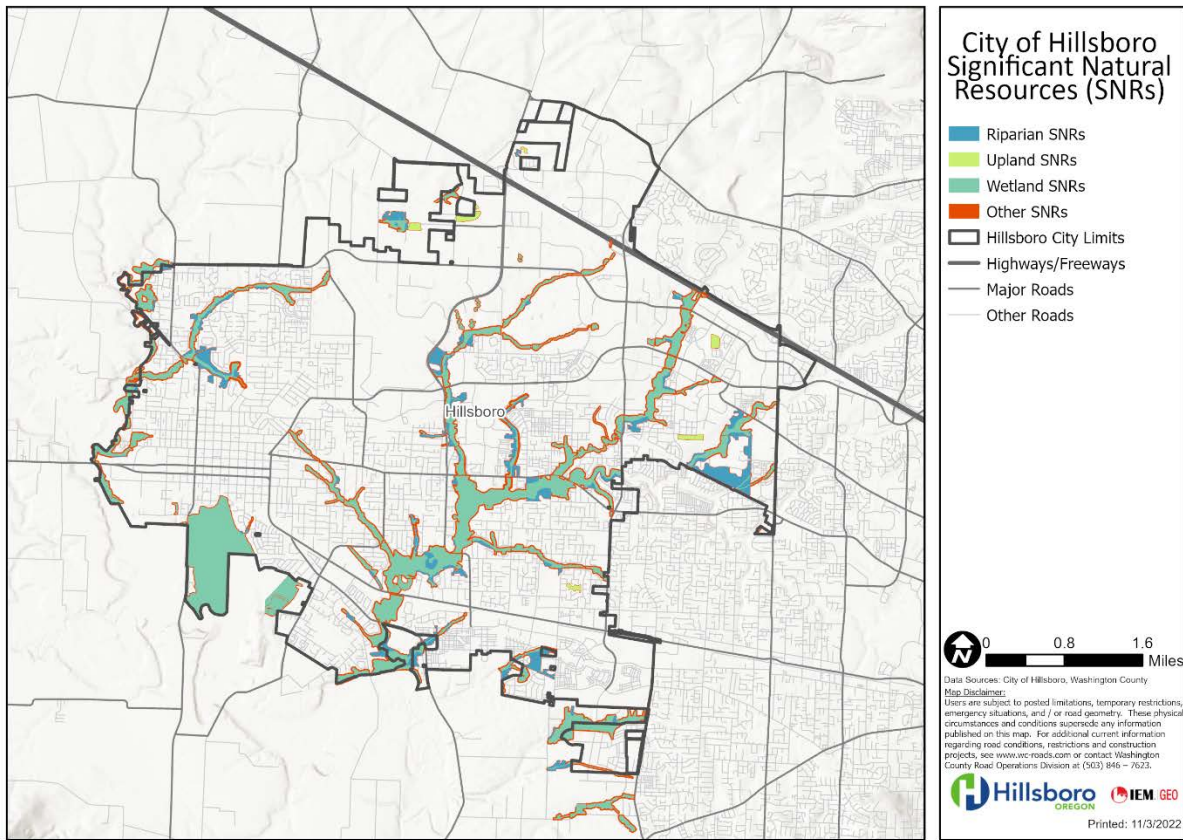 Hillsboro
City of Hillsboro
Significant Natural
Resources (SNRs)
Riparian SNRs
Upland SNRs
Wetland SNRs
Other SNRs
Hillsboro City Limits
Highways/Freeways
Major Roads
Other Roads
N
0 0.8 1.6
Miles
Data Sources: City of Hillsboro, Washington County
Map Disclaimer:
Users are subject to posted limitations, temporary restrictions,
emergency situations, and / or road geometry. These physical
circumstances and conditions supersede any information
published on this map. For additional current information
regarding road conditions, restrictions and construction
projects, see www.wc-roads.com or contact Washington
County Road Operations Division at (503) 846 – 7623.
Hillsboro
OREGON
IEM/GEO
Printed: 11/3/2022